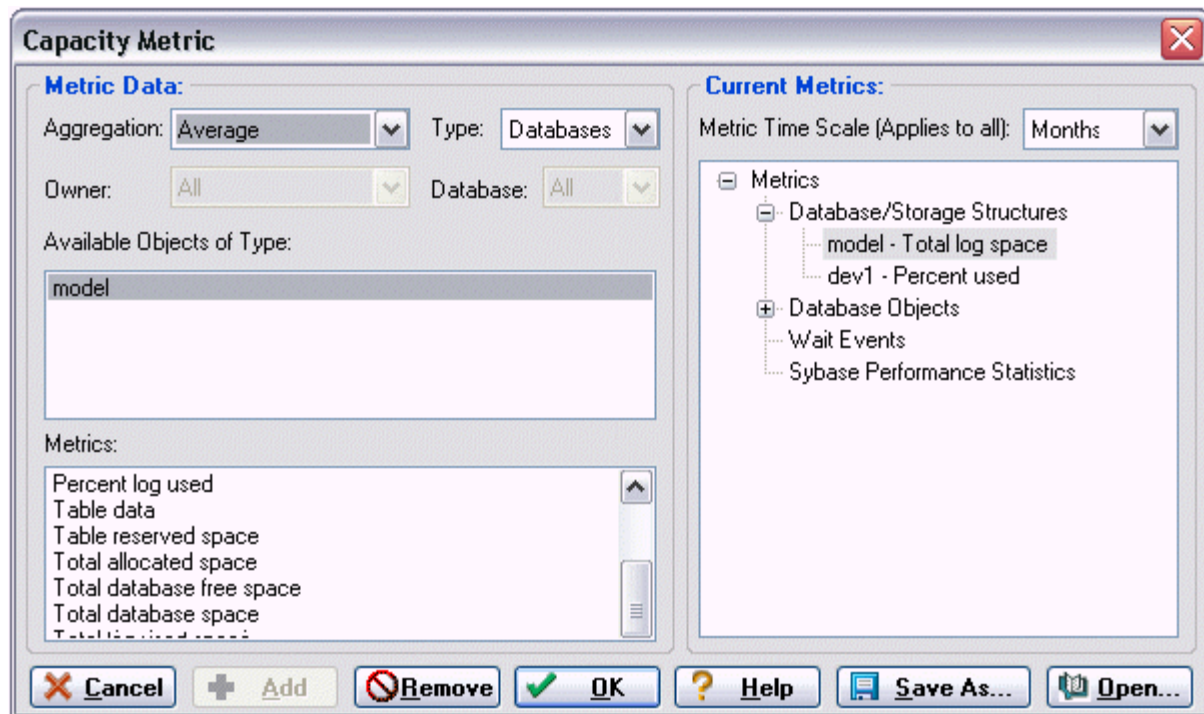 Capacity Metric
Metric Data:
Aggregation: Average Type: Databases
Owner: All Database: All
Available Objects of Type:
model
Metrics:
Percent log used
Table data
Table reserved space
Total allocated space
Total database free space
Total database space
Current Metrics:
Metric Time Scale (Applies to all): Months
Metrics
Database/Storage Structures
model - Total log space
dev1 - Percent used
Database Objects
Wait Events
Sybase Performance Statistics
Cancel Add Remove OK Help Save As... Open...